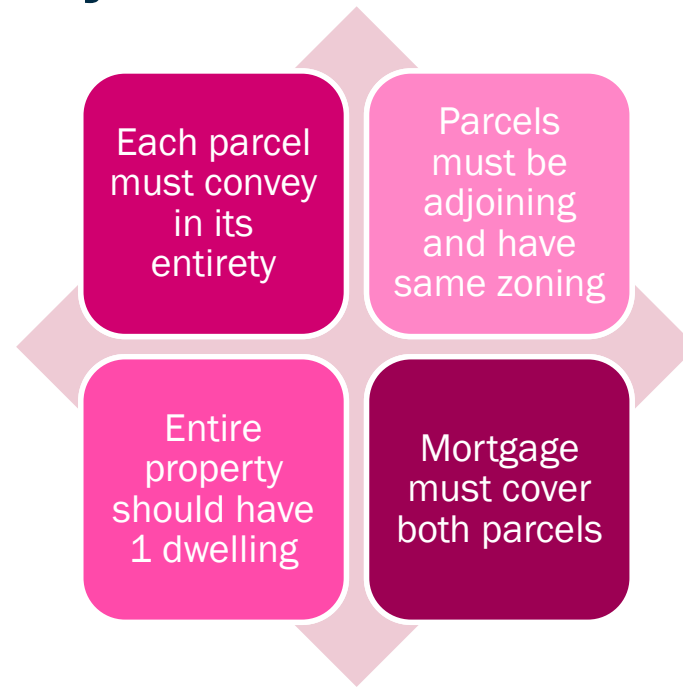 Each parcel
must convey
in its
entirety
Parcels
must be
adjoining
and have
same zoning
Entire
property
should have
1 dwelling
Mortgage
must cover
both parcels